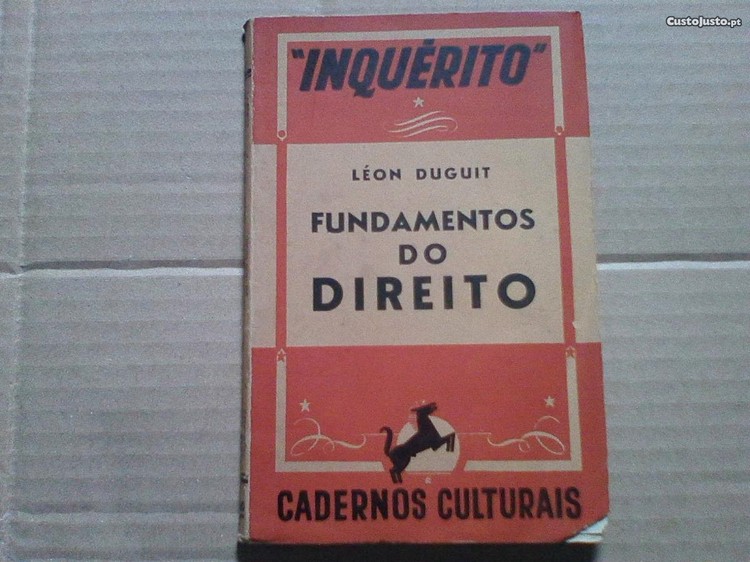 CustoJusto.pt
"INQUÉRITO"
LÉON DUGUIT
FUNDAMENTOS
DO
DIREITO
CADERNOS CULTURAIS